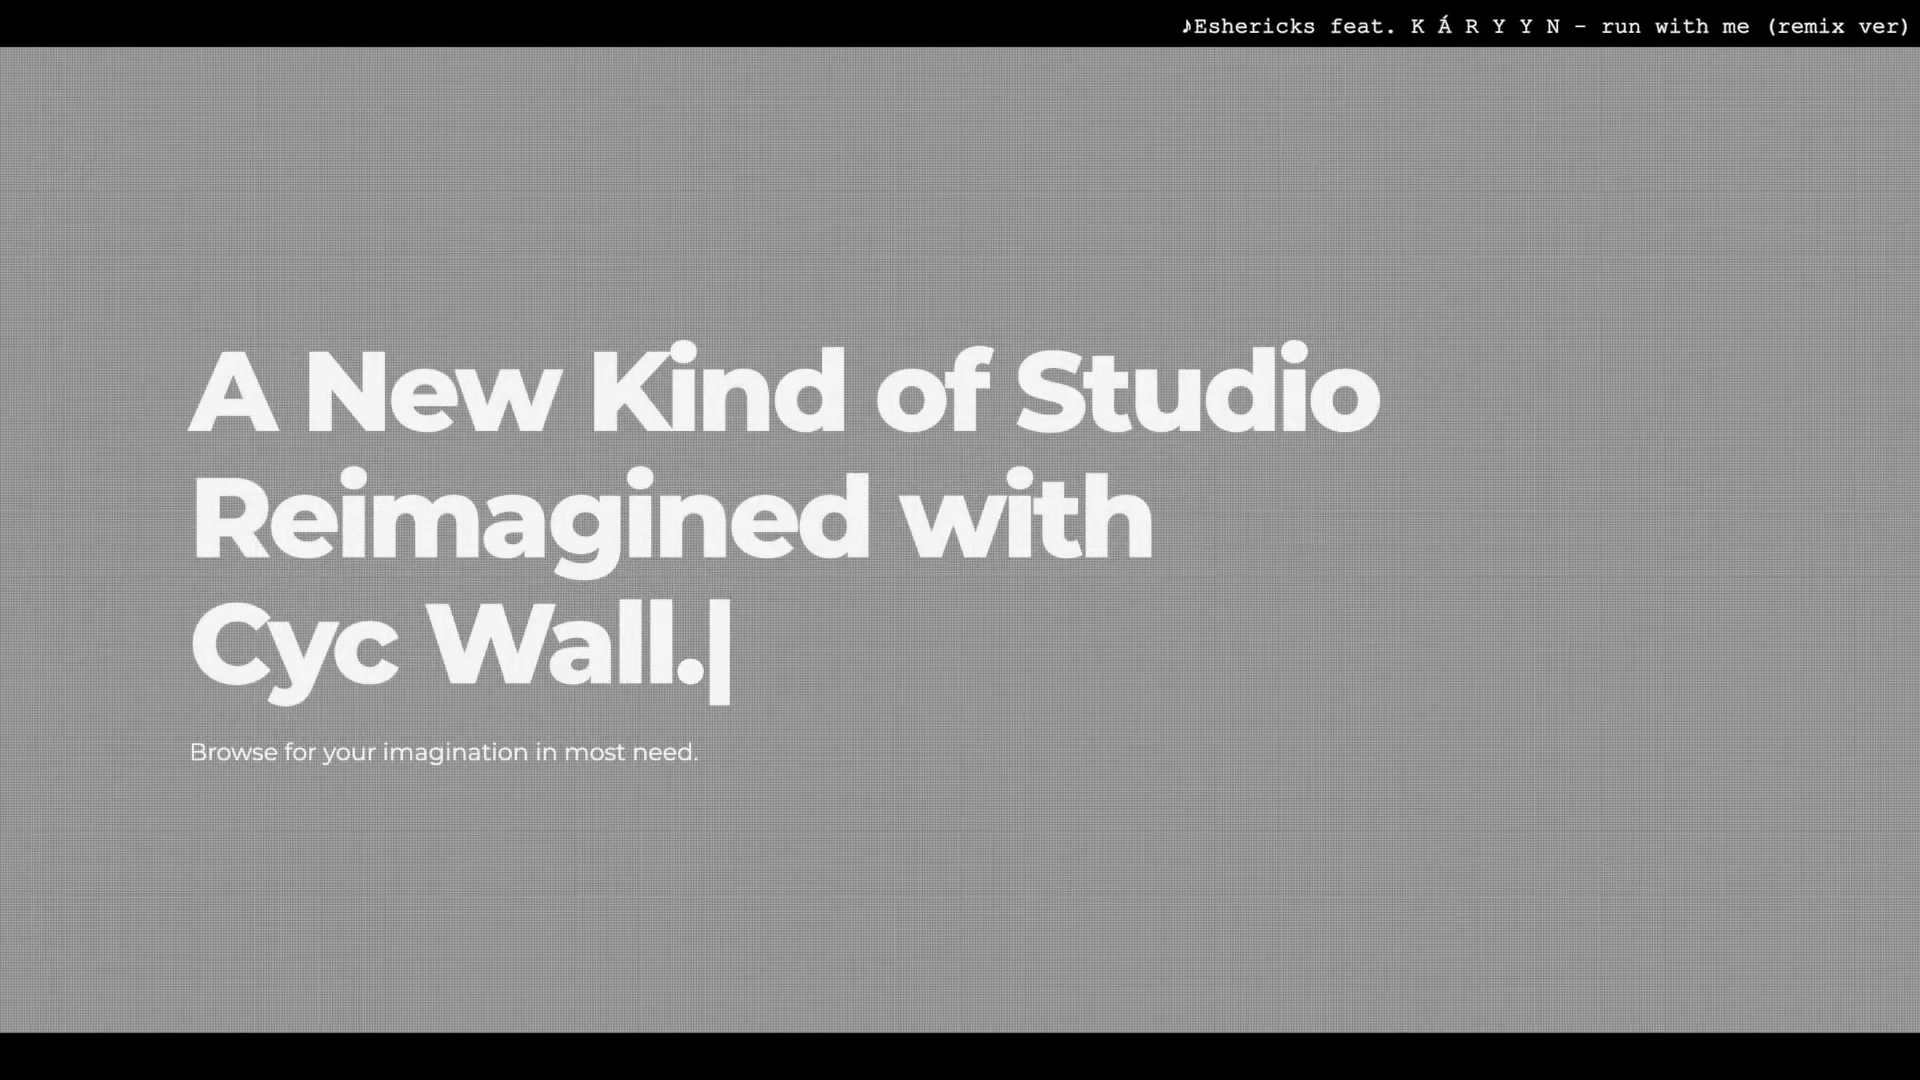 ♪Eshericks feat. K Á R Y Y N - run with me (remix ver)
A New Kind of Studio
Reimagined with
Cyc Wall.|
Browse for your imagination in most need.